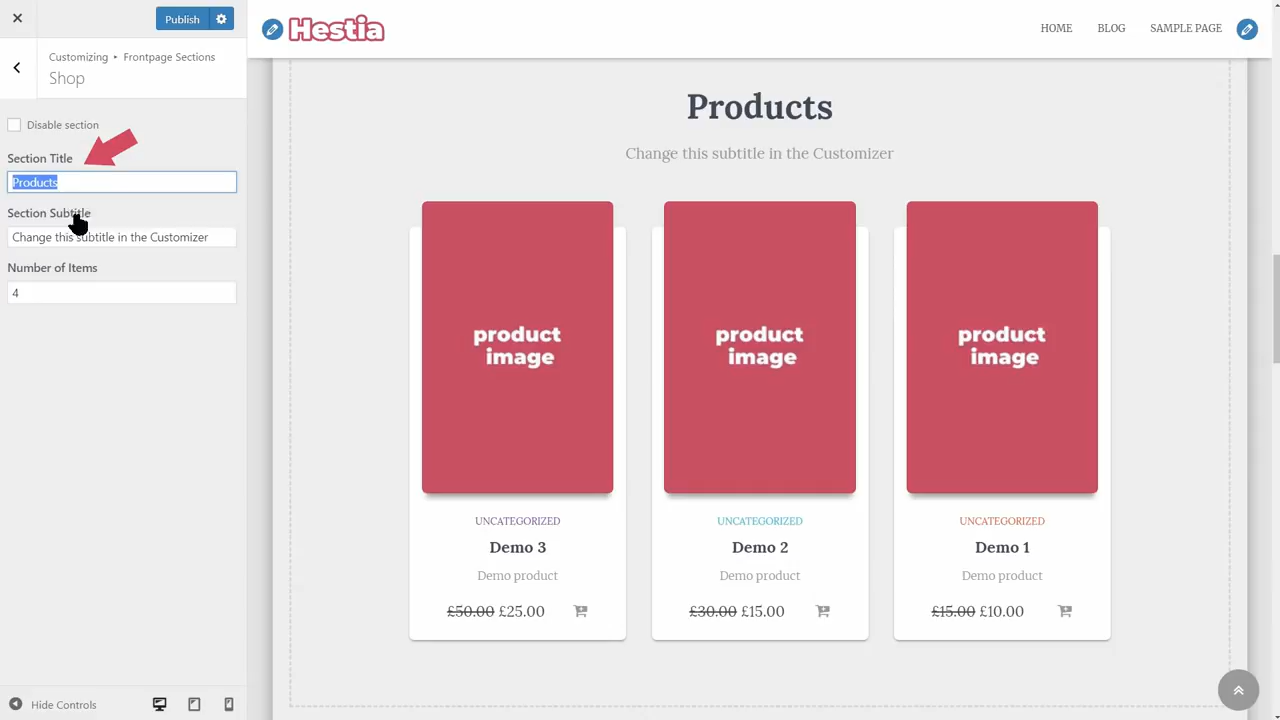 Publish
Customizing ▸ Frontpage Sections
Shop
Disable section
Section Title
Products
Section Subtitle
Change this subtitle in the Customizer
Number of Items
4
Hide Controls
Hestia
HOME BLOG SAMPLE PAGE
Products
Change this subtitle in the Customizer
product
image
UNCATEGORIZED
Demo 3
Demo product
£50.00 £25.00
product
image
UNCATEGORIZED
Demo 2
Demo product
£30.00 £15.00
product
image
UNCATEGORIZED
Demo 1
Demo product
£15.00 £10.00